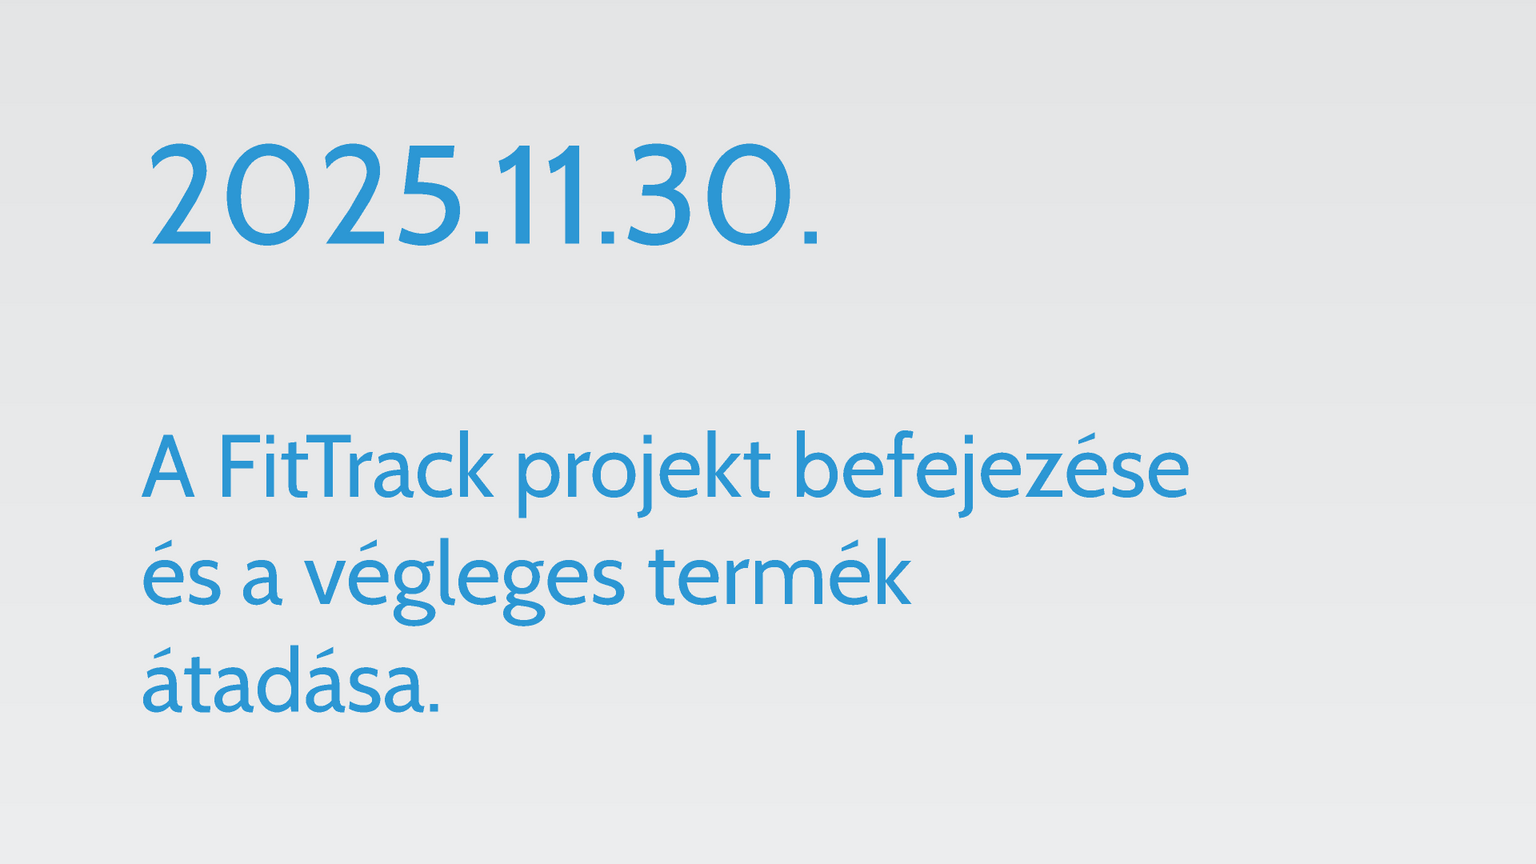 2025.11.30.
A FitTrack projekt befejezése
és a végleges termék
átadása.